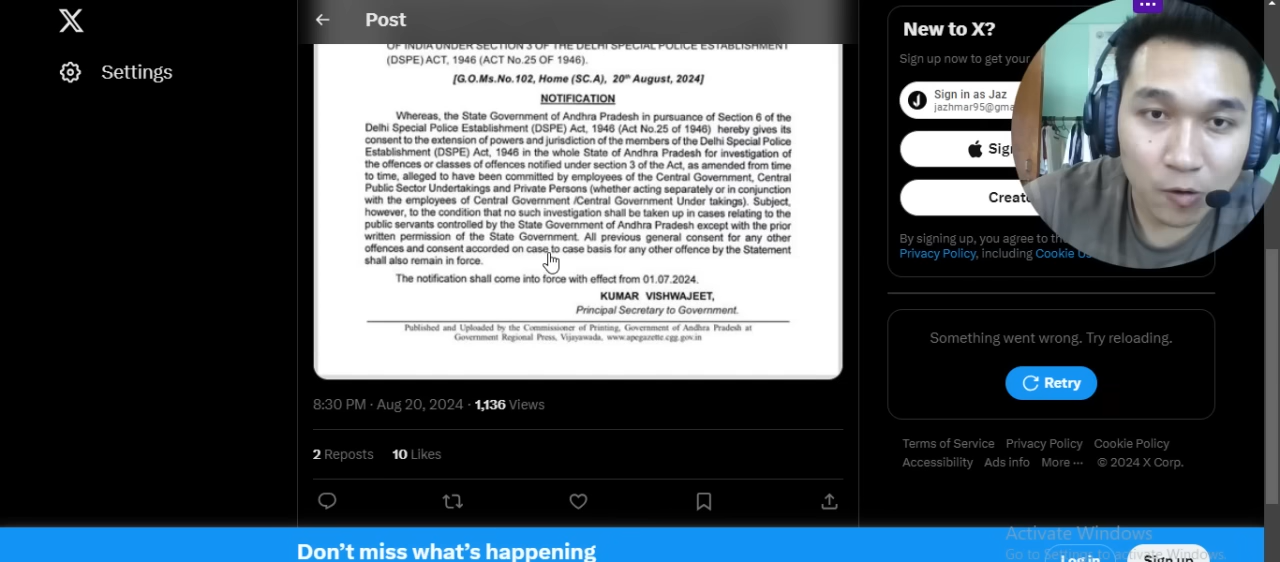 Post
Settings
OF INDIA UNDER SECTION 3 OF THE DELHI SPECIAL POLICE ESTABLISHMENT
(DSPE) ACT, 1946 (ACT No.25 OF 1946).
[G.O.Ms.No.102, Home (SC.A), 20th August, 2024]
NOTIFICATION
Whereas, the State Government of Andhra Pradesh in pursuance of Section 6 of the
Delhi Special Police Establishment (DSPE) Act, 1946 (Act No.25 of 1946) hereby gives its
consent to the extension of powers and jurisdiction of the members of the Delhi Special Police
Establishment (DSPE) Act, 1946 in the whole State of Andhra Pradesh for investigation of
the offences or classes of offences notified under section 3 of the Act, as amended from time
to time, alleged to have been committed by employees of the Central Government, Central
Public Sector Undertakings and Private Persons (whether acting separately or in conjunction
with the employees of Central Government /Central Government Under takings). Subject,
however, to the condition that no such investigation shall be taken up in cases relating to the
public servants controlled by the State Government of Andhra Pradesh except with the prior
written permission of the State Government. All previous general consent for any other
offences and consent accorded on case to case basis for any other offence by the Statement
shall also remain in force.
The notification shall come into force with effect from 01.07.2024.
KUMAR VISHWAJEET,
Principal Secretary to Government.
Published and Uploaded by the Commissioner of Printing, Government of Andhra Pradesh at
Government Regional Press, Vijayawada, www.apegazette.cgg.gov.in
8:30 PM · Aug 20, 2024 · 1,136 Views
2 Reposts 10 Likes
New to X?
Sign up now to get your
Sign in as Jaz
jazhmar95@gma
Sig
Create
By signing up, you agree to th
Privacy Policy, including Cookie Us
Something went wrong. Try reloading.
Retry
Terms of Service Privacy Policy Cookie Policy
Accessibility Ads info More ··· © 2024 X Corp.
Activate Windows
Go to Settings to activate Windows.
Don't miss what's happening
Log in
Sign up